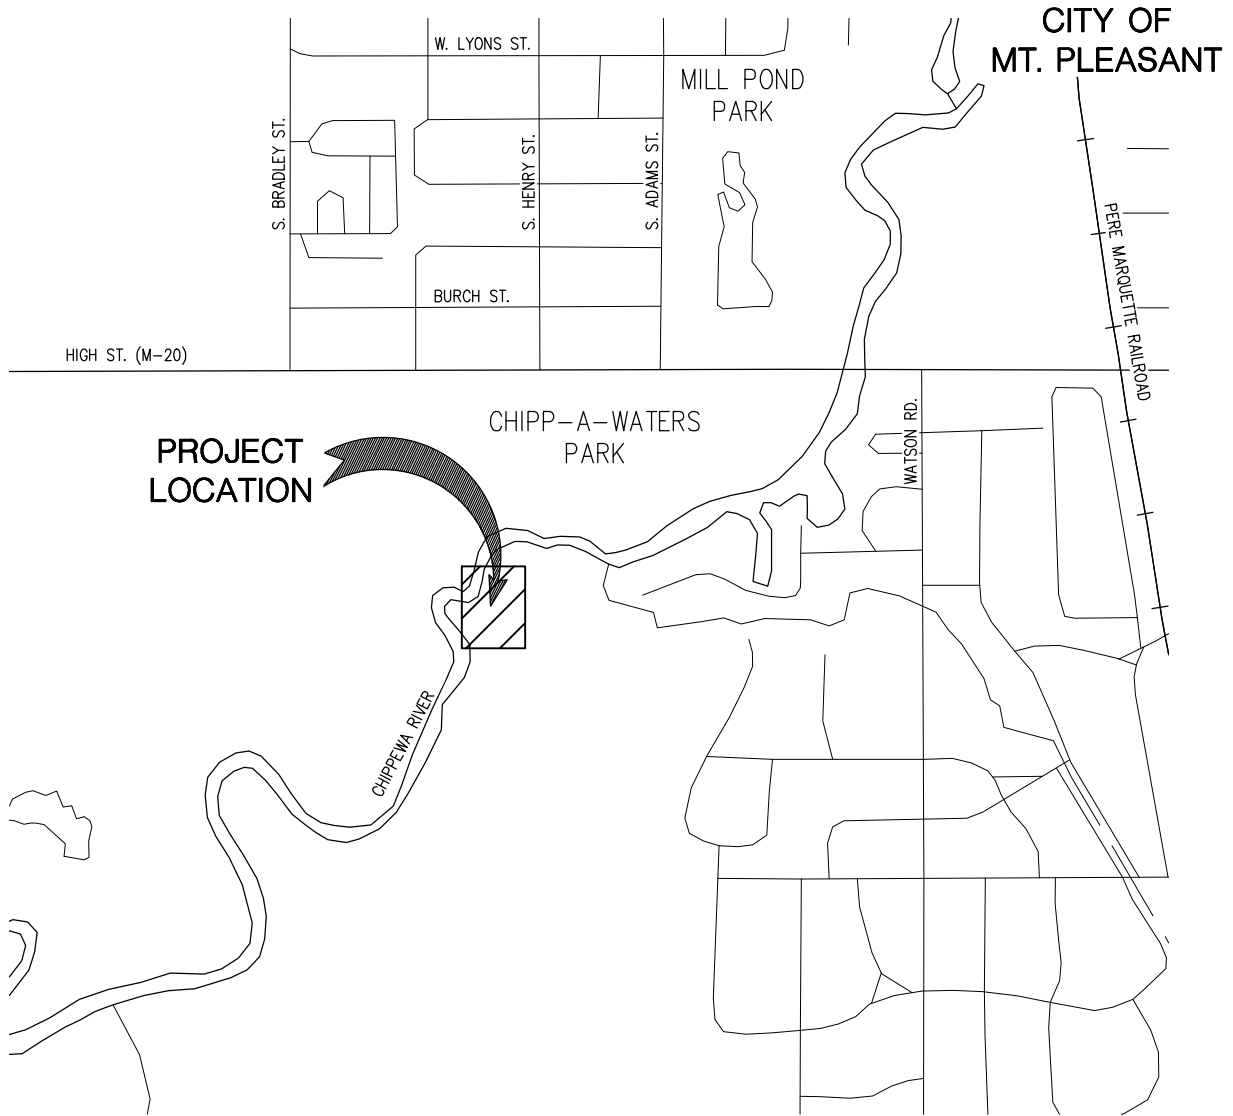 CITY OF
MT. PLEASANT
W. LYONS ST.
MILL POND
PARK
S. BRADLEY ST.
S. HENRY ST.
S. ADAMS ST.
PERE MARQUETTE RAILROAD
BURCH ST.
HIGH ST. (M-20)
CHIPP-A-WATERS
PARK
WATSON RD.
PROJECT
LOCATION
CHIPPEWA RIVER